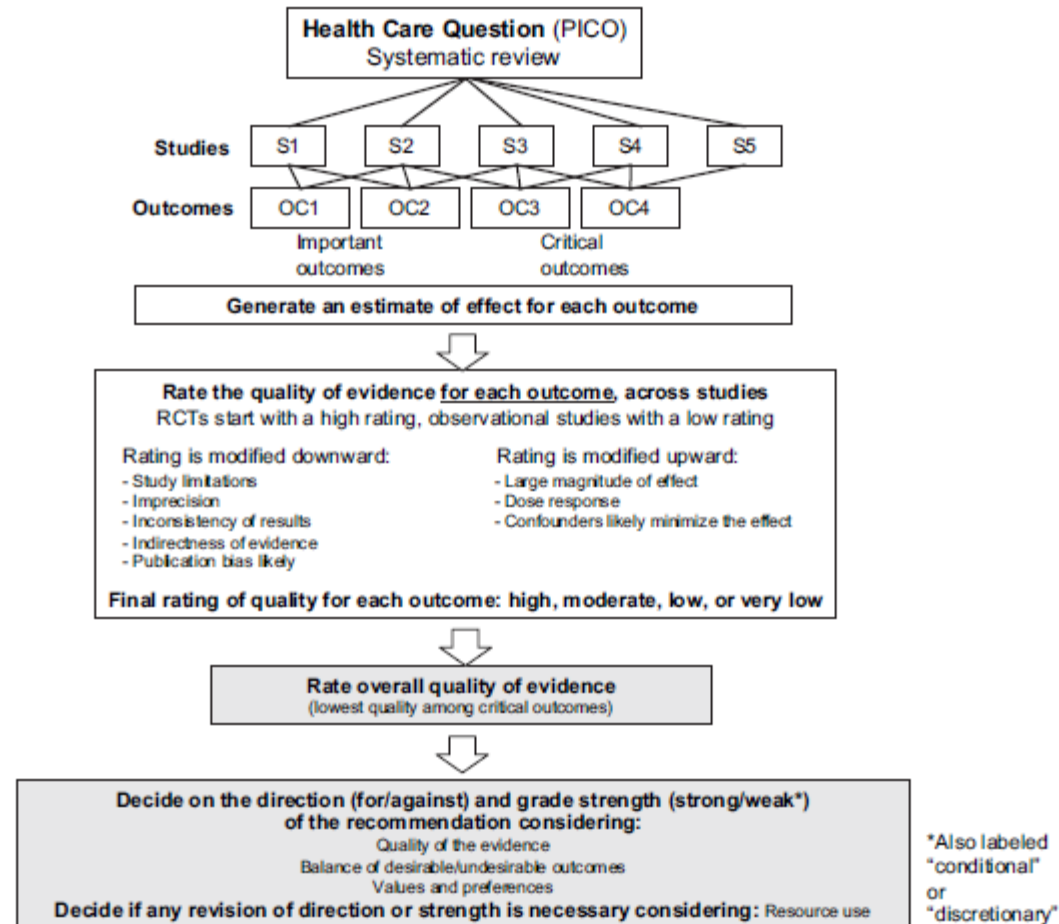 Health Care Question (PICO)
Systematic review
Studies
S1 S2 S3 S4 S5
Outcomes
OC1 OC2 OC3 OC4
Important
outcomes
Critical
outcomes
Generate an estimate of effect for each outcome
Rate the quality of evidence for each outcome, across studies
RCTs start with a high rating, observational studies with a low rating
Rating is modified downward:
- Study limitations
- Imprecision
- Inconsistency of results
- Indirectness of evidence
- Publication bias likely
Rating is modified upward:
- Large magnitude of effect
- Dose response
- Confounders likely minimize the effect
Final rating of quality for each outcome: high, moderate, low, or very low
Rate overall quality of evidence
(lowest quality among critical outcomes)
Decide on the direction (for/against) and grade strength (strong/weak*)
of the recommendation considering:
Quality of the evidence
Balance of desirable/undesirable outcomes
Values and preferences
Decide if any revision of direction or strength is necessary considering: Resource use
*Also labeled
"conditional"
or
"discretionary"